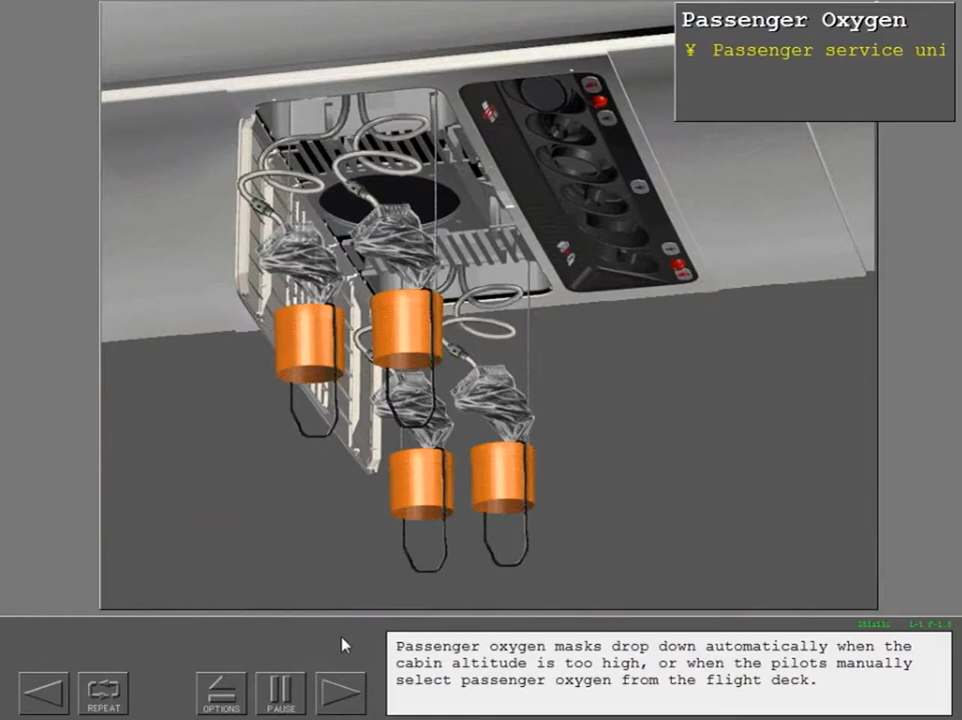 Passenger Oxygen
¥ Passenger service uni
Passenger oxygen masks drop down automatically when the
cabin altitude is too high, or when the pilots manually
select passenger oxygen from the flight deck.
REPEAT
OPTIONS
PAUSE